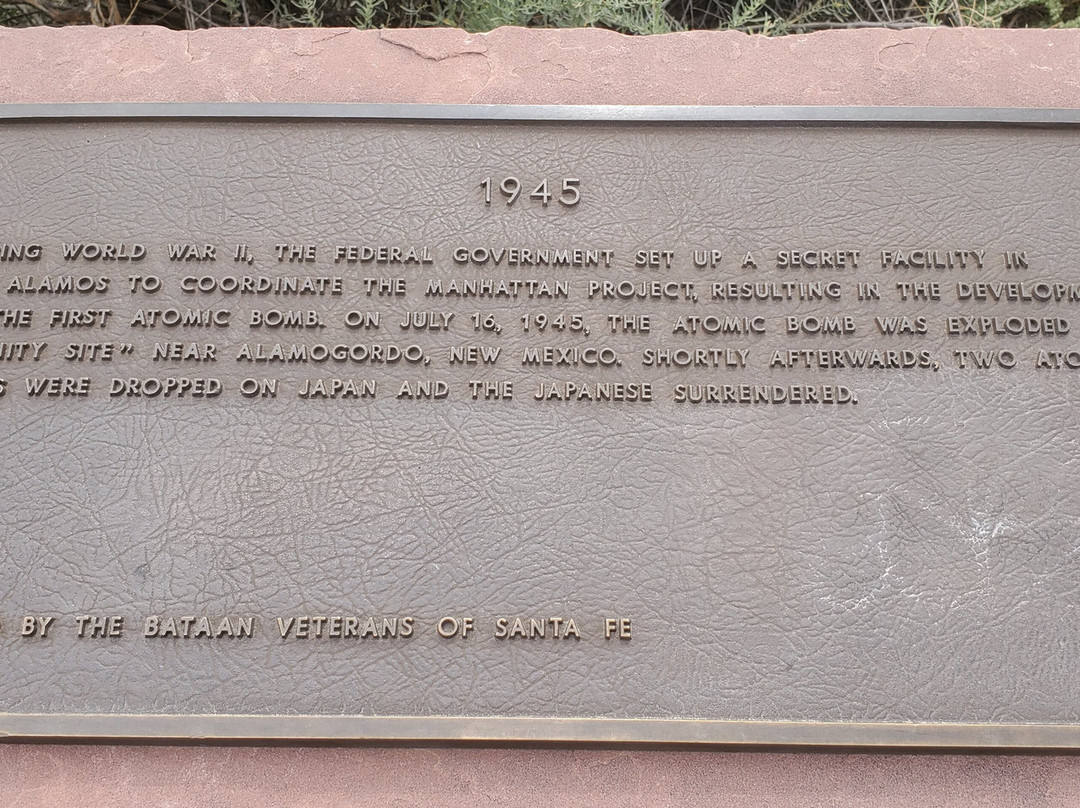 1945
ING WORLD WAR II, THE FEDERAL GOVERNMENT SET UP A SECRET FACILITY IN
ALAMOS TO COORDINATE THE MANHATTAN PROJECT, RESULTING IN THE DEVELOPM
HE FIRST ATOMIC BOMB. ON JULY 16, 1945, THE ATOMIC BOMB WAS EXPLODED
NITY SITE" NEAR ALAMOGORDO, NEW MEXICO. SHORTLY AFTERWARDS, TWO ATO
S WERE DROPPED ON JAPAN AND THE JAPANESE SURRENDERED.
BY THE BATAAN VETERANS OF SANTA FE